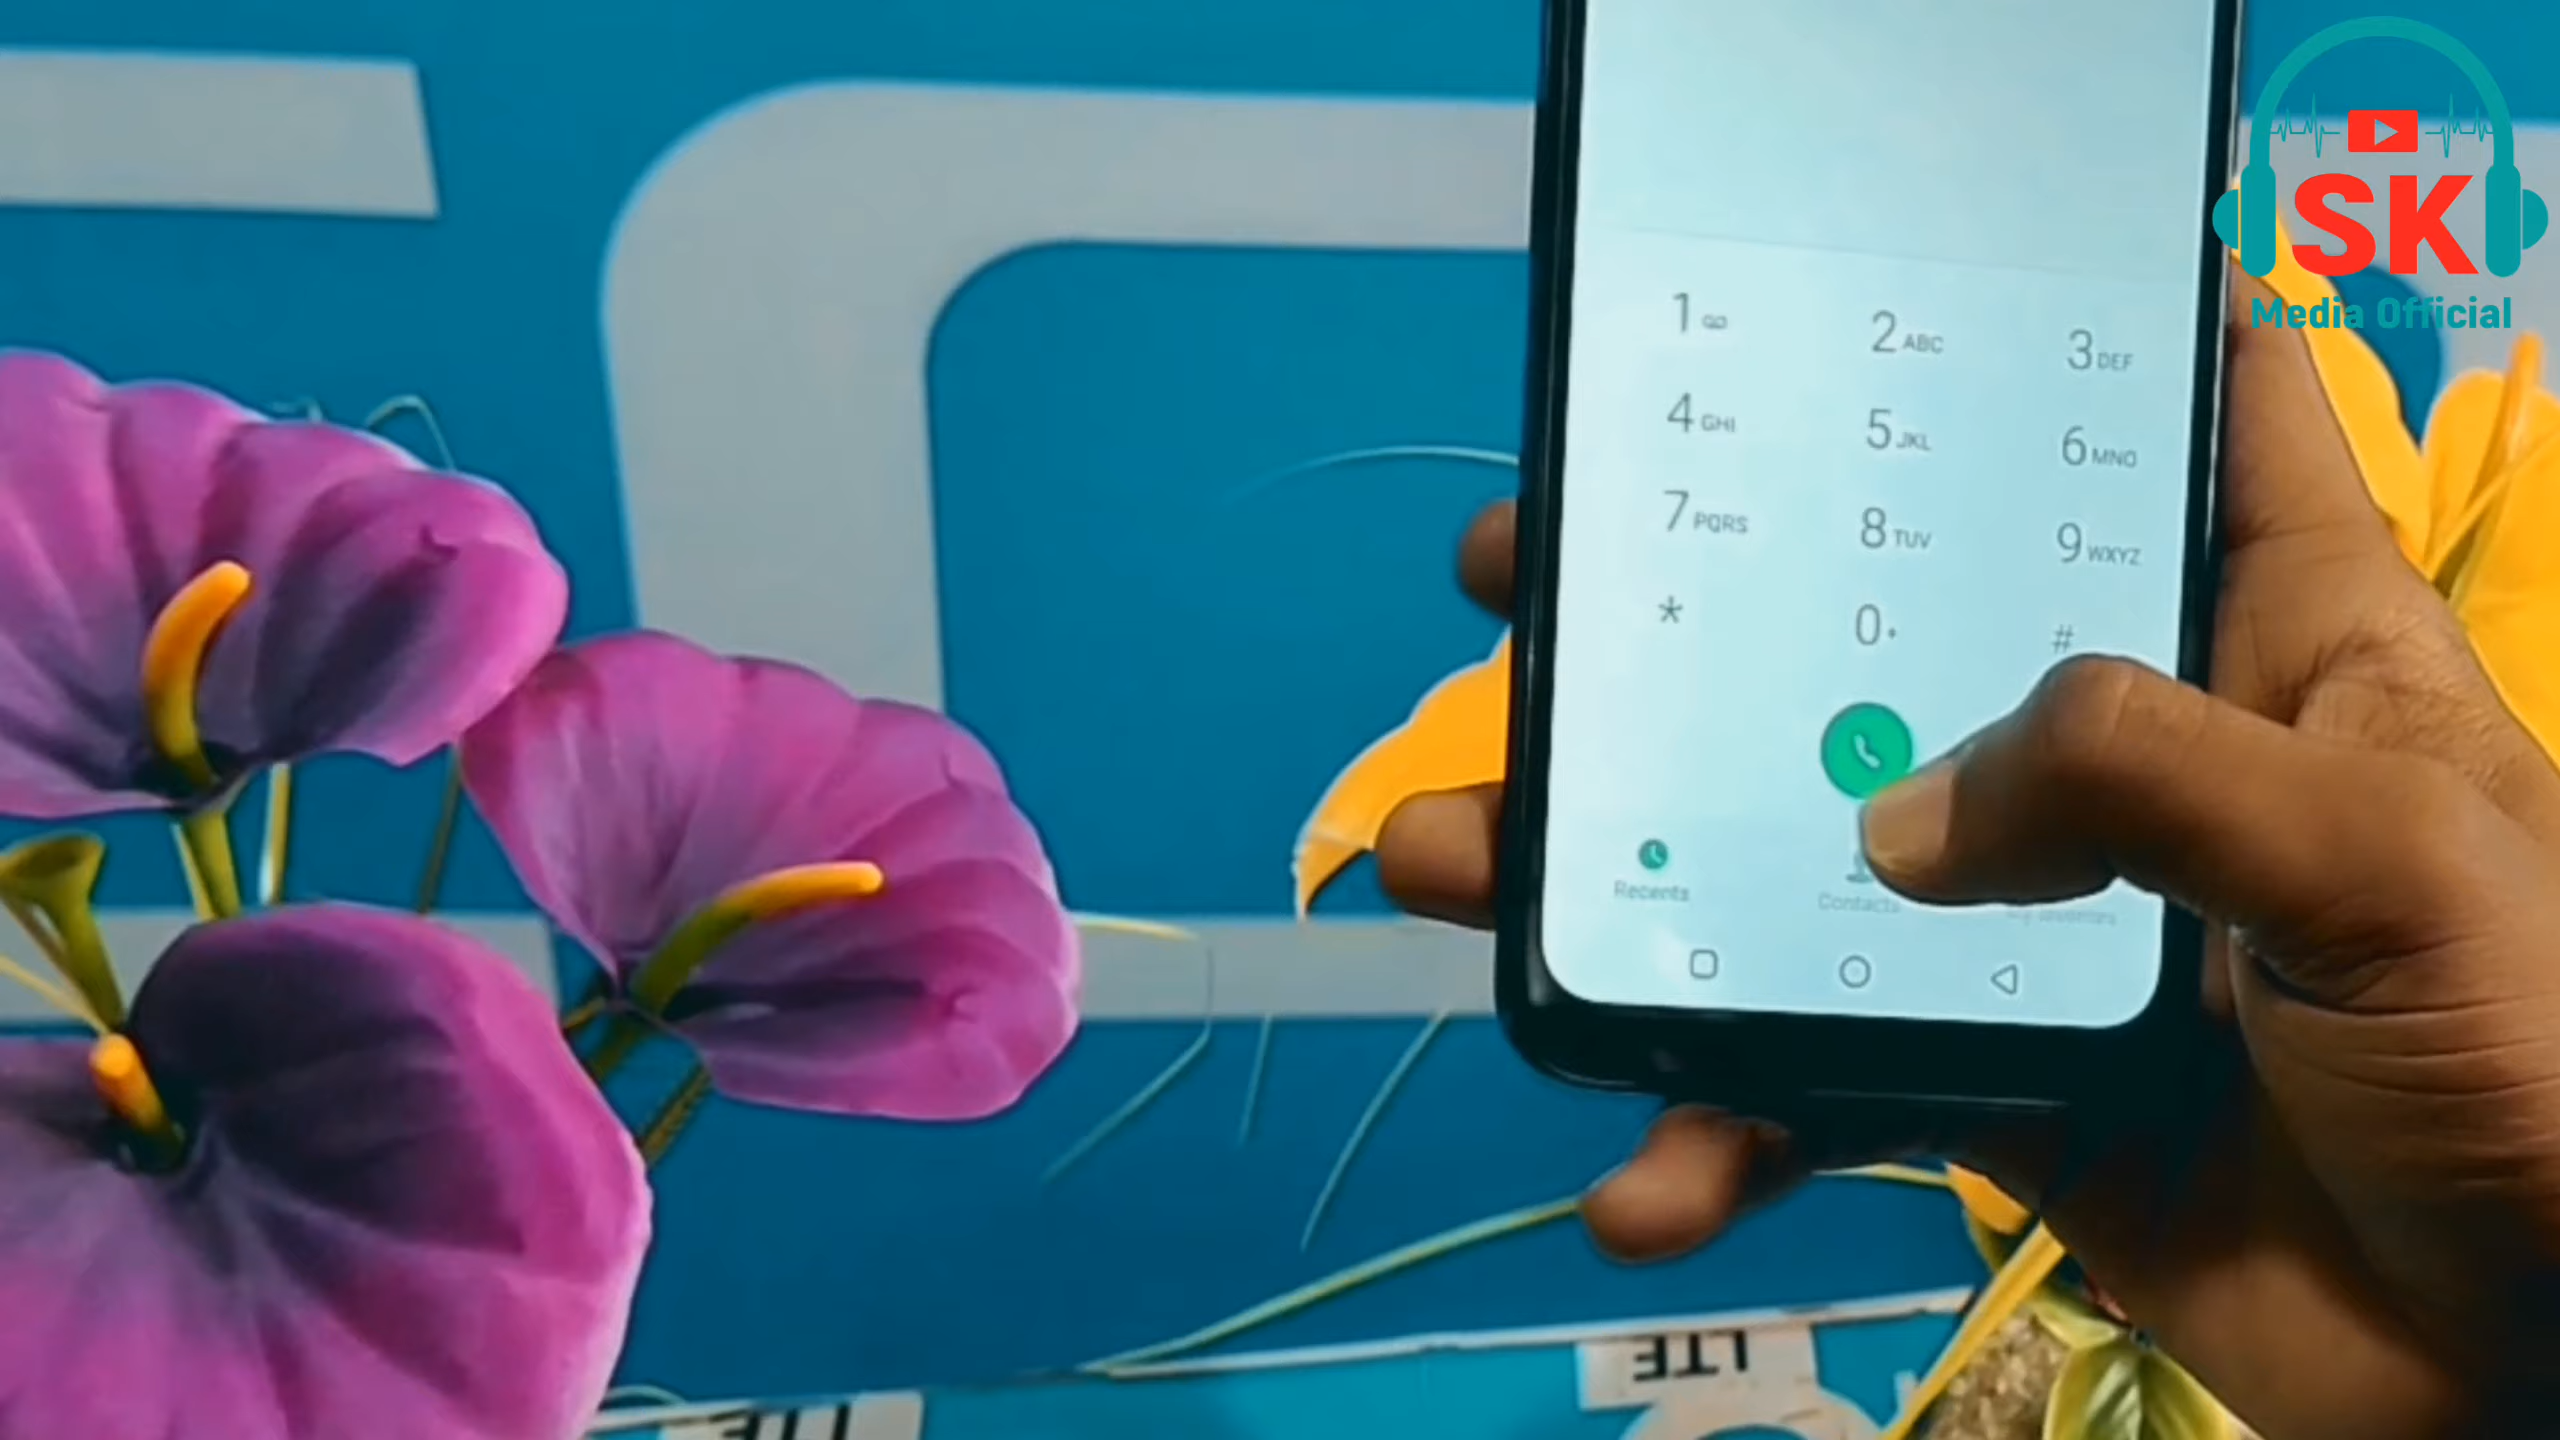 SK
Media Official
1
2 ABC
3 DEF
4 GHI
5 JKL
6 MNO
7 PQRS
8 TUV
9 WXYZ
*
0
#
Recents
Contacts
LTE
LTE